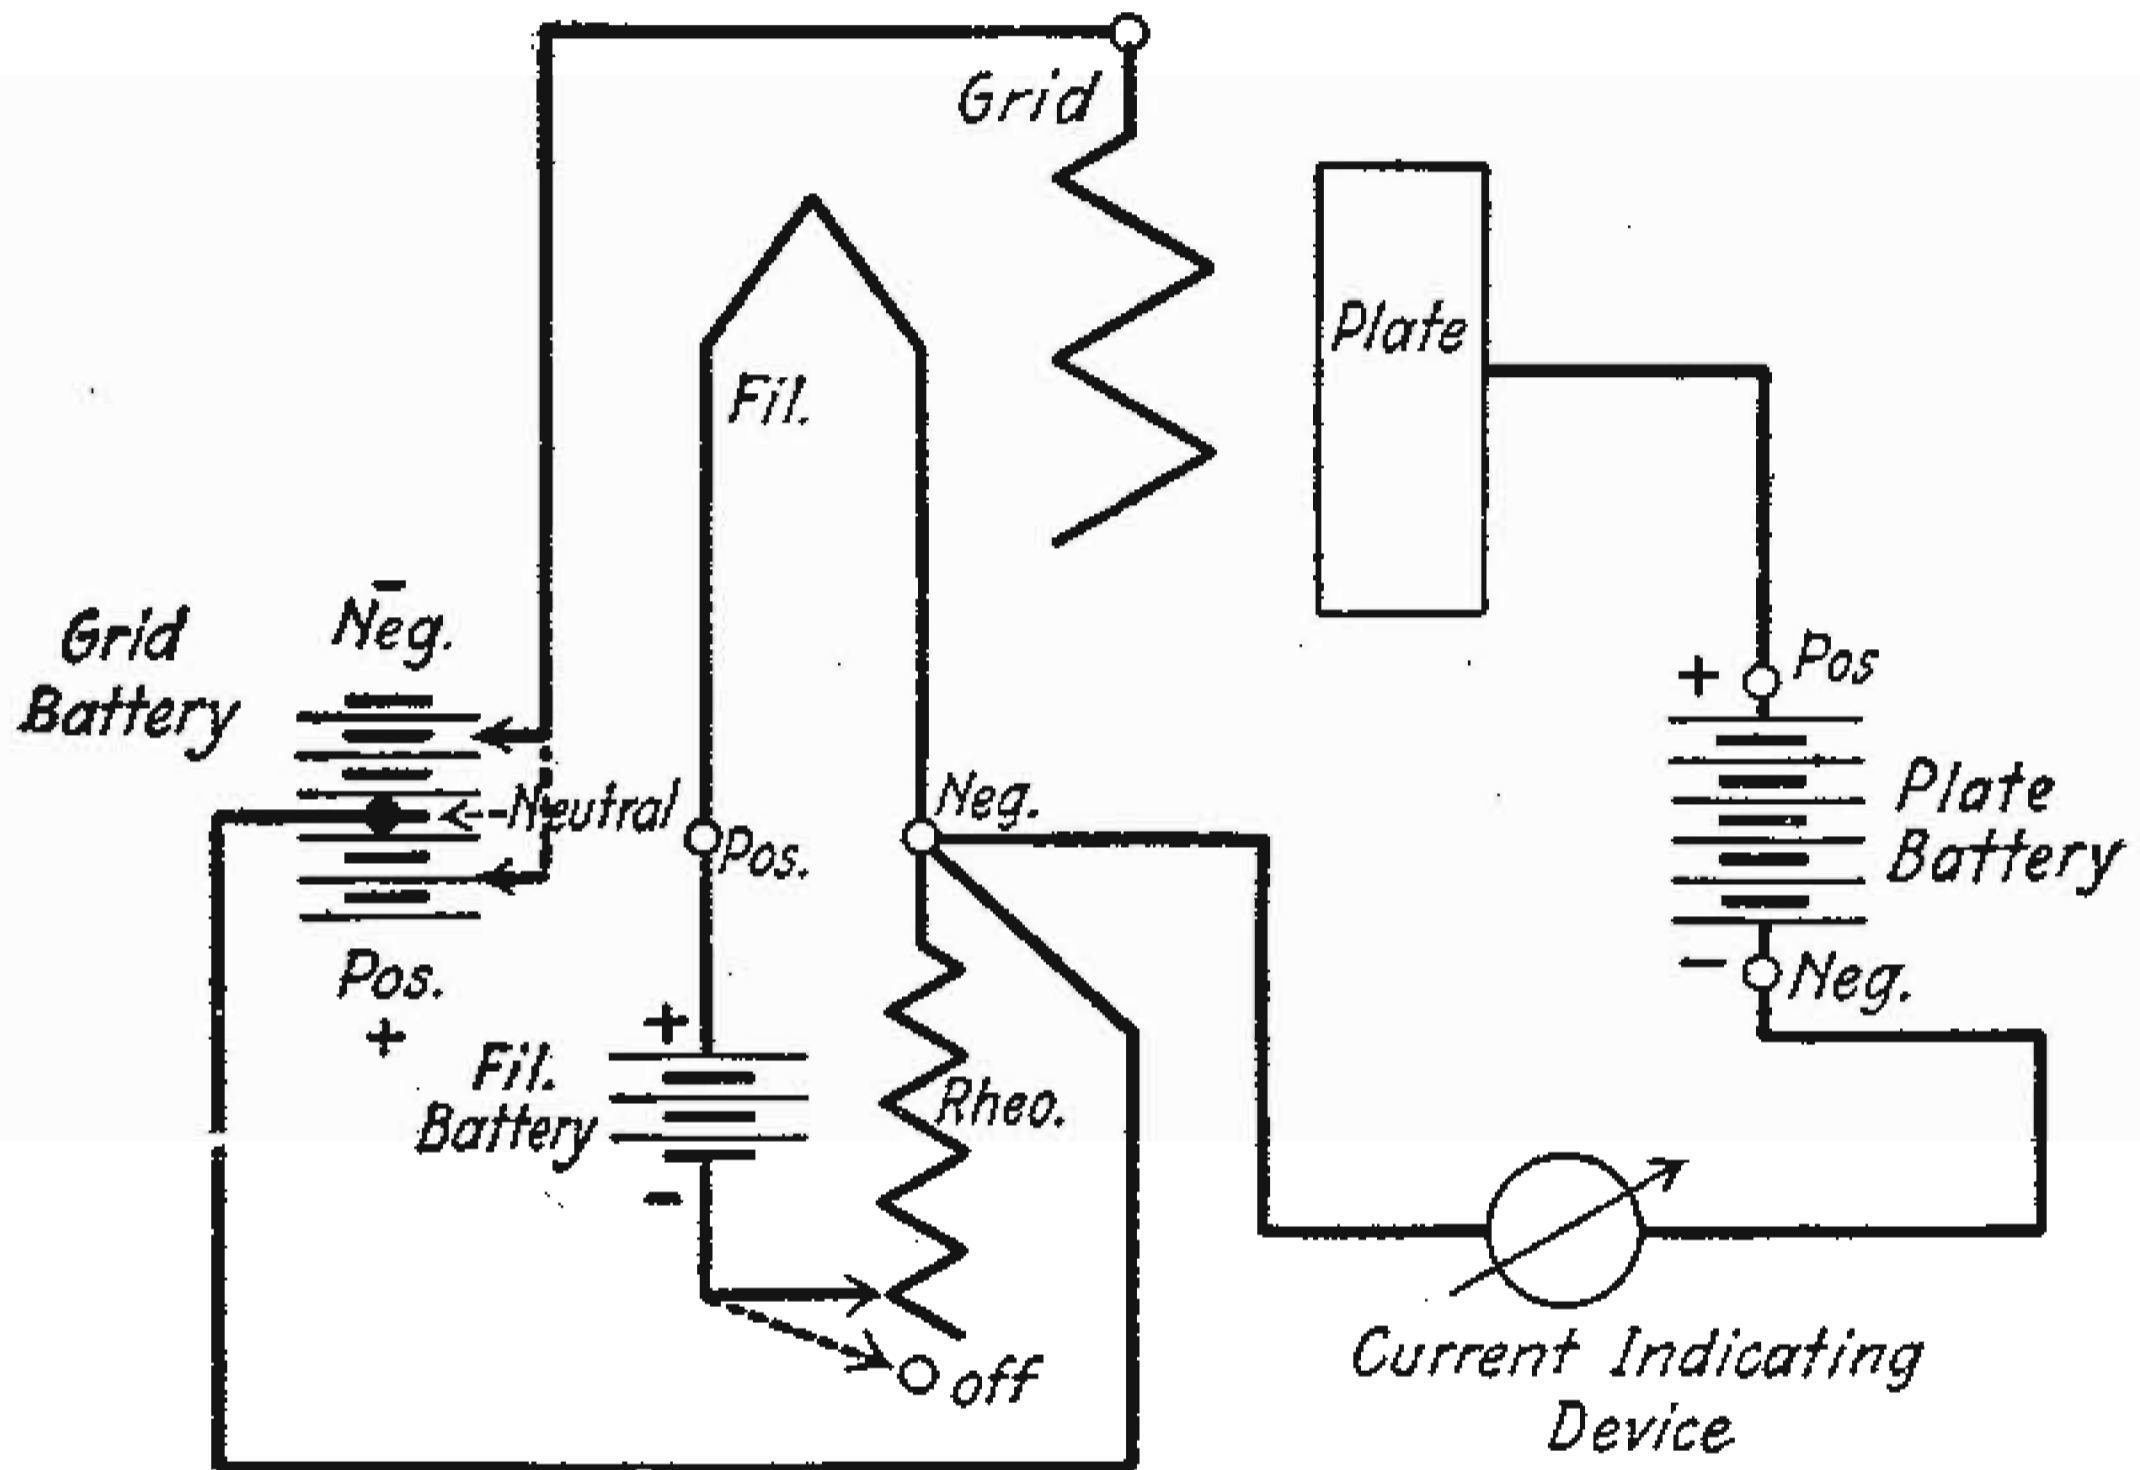 Grid
Plate
Fil.
-
Neg.
Grid
Battery
<--Neutral
Pos.
+
Pos.
Neg.
+
Fil.
Battery
-
Rheo.
off
+ Pos
Plate
Battery
- Neg.
Current Indicating
Device